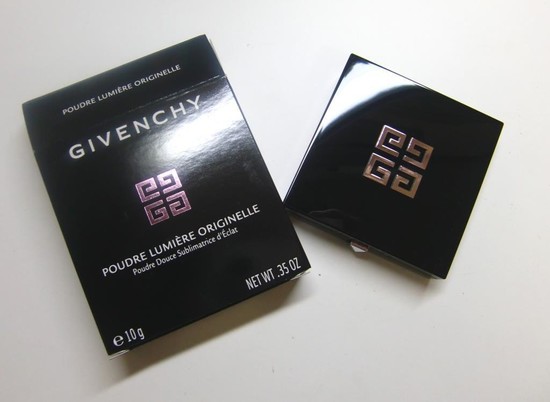 POUDRE LUMIÈRE ORIGINELLE
GIVENCHY
POUDRE LUMIÈRE ORIGINELLE
Poudre Douce Sublimatrice d'Éclat
℮ 10 g
NET WT .35 OZ